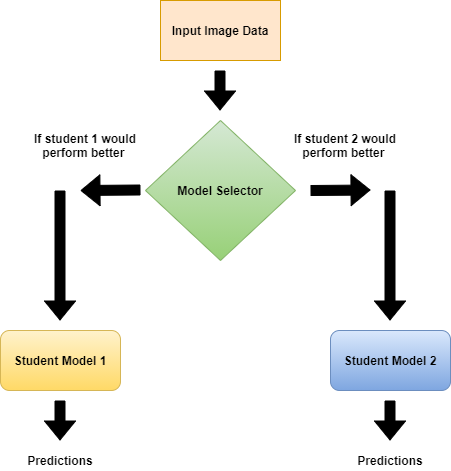 Input Image Data
If student 1 would
perform better
If student 2 would
perform better
Model Selector
Student Model 1
Student Model 2
Predictions
Predictions